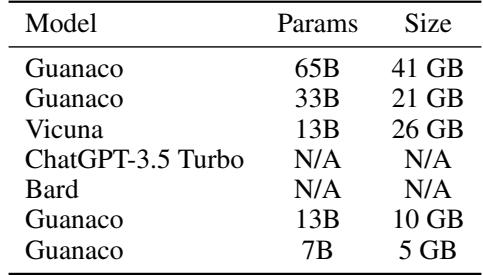 Model Params Size
Guanaco 65B 41 GB
Guanaco 33B 21 GB
Vicuna 13B 26 GB
ChatGPT-3.5 Turbo N/A N/A
Bard N/A N/A
Guanaco 13B 10 GB
Guanaco 7B 5 GB